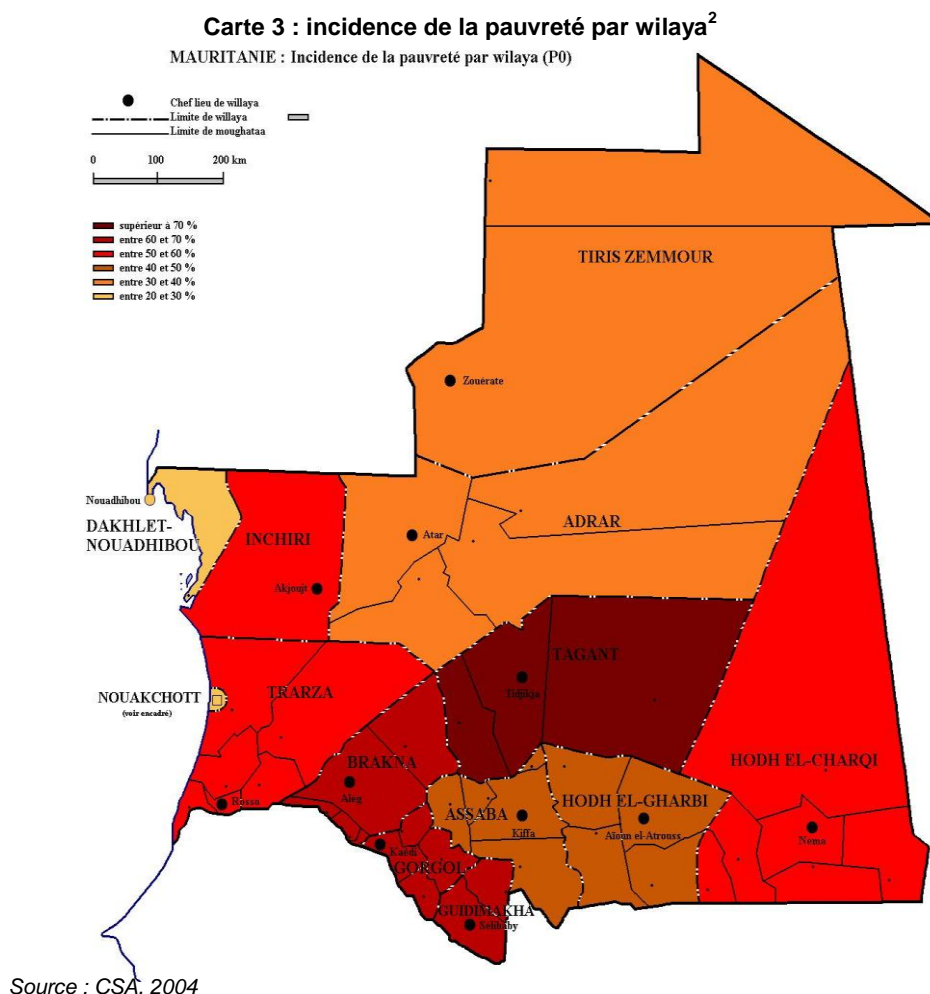 Carte 3 : incidence de la pauvreté par wilaya²
MAURITANIE : Incidence de la pauvreté par wilaya (P0)
Chef lieu de willaya
Limite de willaya
Limite de moughataa
0 100 200 km
supérieur à 70 %
entre 60 et 70 %
entre 50 et 60 %
entre 40 et 50 %
entre 30 et 40 %
entre 20 et 30 %
TIRIS ZEMMOUR
Zouérate
Nouadhibou
DAKHLET-
NOUADHIBOU
INCHIRI
Akjoujt
Atar
ADRAR
TAGANT
Tidjikja
NOUAKCHOTT
(voir encadré)
TRARZA
Rosso
BRAKNA
Aleg
HODH EL-CHARQI
Nema
ASSABA
Kiffa
HODH EL-GHARBI
Aïoun el-Atrouss
Kaédi
GORGOL
GUIDIMAKHA
Sélibaby
Source : CSA, 2004